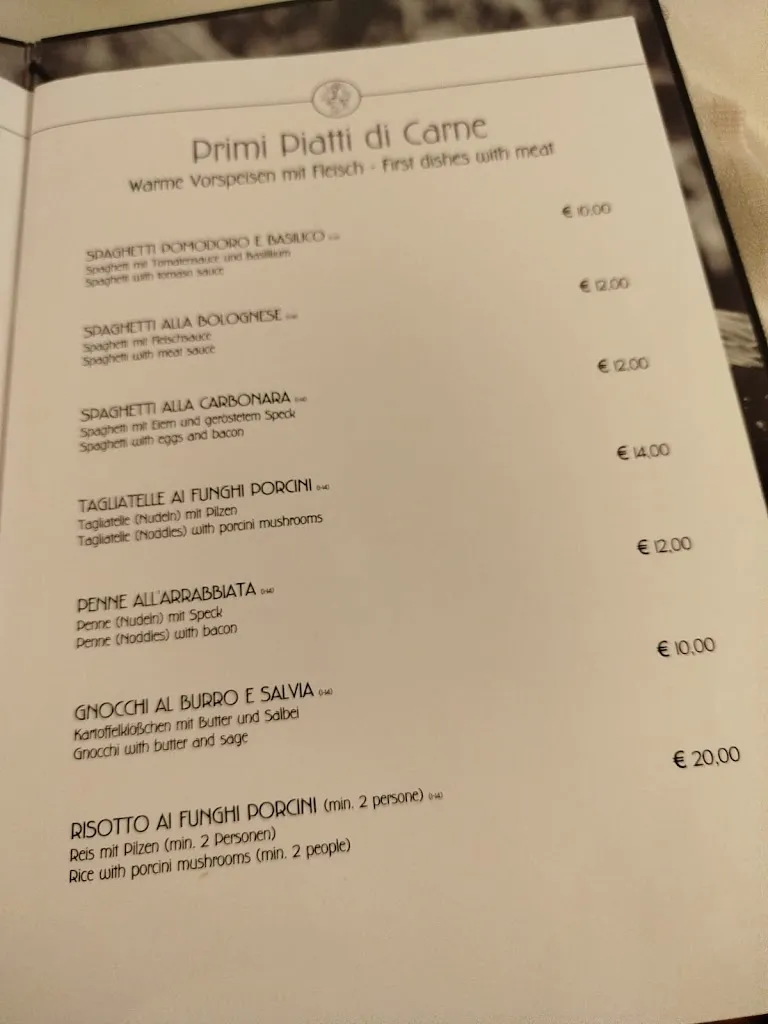 Primi Piatti di Carne
Warme Vorspeisen mit Fleisch - First dishes with meat
SPAGHETTI POMODORO E BASILICO € 10,00
Spaghetti mit Tomatensauce und Basilikum
Spaghetti with tomato sauce
SPAGHETTI ALLA BOLOGNESE € 12,00
Spaghetti mit Fleischsauce
Spaghetti with meat sauce
SPAGHETTI ALLA CARBONARA € 12,00
Spaghetti mit Eiern und geröstetem Speck
Spaghetti with eggs and bacon
TAGLIATELLE AI FUNGHI PORCINI € 14,00
Tagliatelle (Nudeln) mit Pilzen
Tagliatelle (Noddles) with porcini mushrooms
PENNE ALL'ARRABBIATA € 12,00
Penne (Nudeln) mit Speck
Penne (Noddles) with bacon
GNOCCHI AL BURRO E SALVIA € 10,00
Kartoffelklößchen mit Butter und Salbei
Gnocchi with butter and sage
RISOTTO AI FUNGHI PORCINI (min. 2 persone) € 20,00
Reis mit Pilzen (min. 2 Personen)
Rice with porcini mushrooms (min. 2 people)